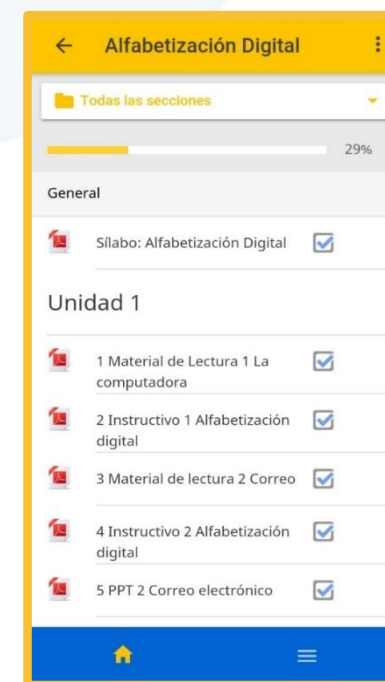 Alfabetización Digital
Todas las secciones
29%
General
Sílabo: Alfabetización Digital
Unidad 1
1 Material de Lectura 1 La
computadora
2 Instructivo 1 Alfabetización
digital
3 Material de lectura 2 Correo
4 Instructivo 2 Alfabetización
digital
5 PPT 2 Correo electrónico